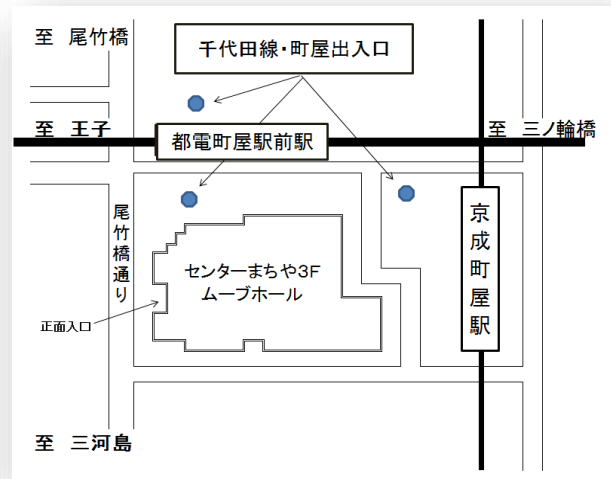 至 尾竹橋
千代田線・町屋出入口
至 王子
都電町屋駅前駅
至 三ノ輪橋
尾竹橋通り
京成町屋駅
センターまちや3F
ムーブホール
正面入口
至 三河島